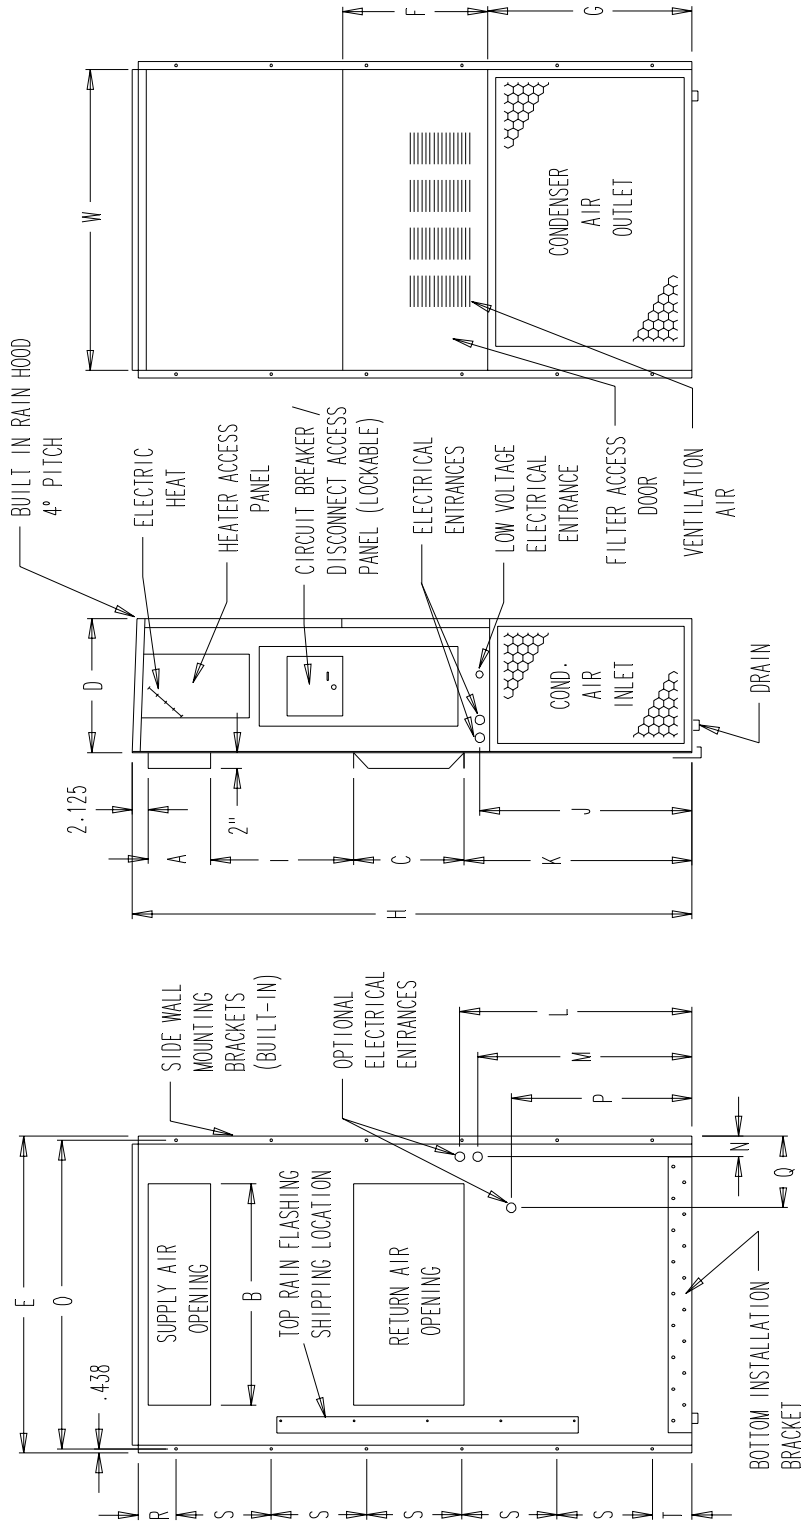 W
F
G
CONDENSER
AIR
OUTLET
BUILT IN RAIN HOOD
4° PITCH
ELECTRIC
HEAT
HEATER ACCESS
PANEL
CIRCUIT BREAKER /
DISCONNECT ACCESS
PANEL (LOCKABLE)
ELECTRICAL
ENTRANCES
LOW VOLTAGE
ELECTRICAL
ENTRANCE
FILTER ACCESS
DOOR
VENTILATION
AIR
D
COND.
AIR
INLET
DRAIN
2.125
2"
A
I
C
J
K
H
SIDE WALL
MOUNTING
BRACKETS
(BUILT-IN)
OPTIONAL
ELECTRICAL
ENTRANCES
L
M
P
N
Q
E
O
.438
SUPPLY AIR
OPENING
B
TOP RAIN FLASHING
SHIPPING LOCATION
RETURN AIR
OPENING
BOTTOM INSTALLATION
BRACKET
R
S
S
S
S
S
T